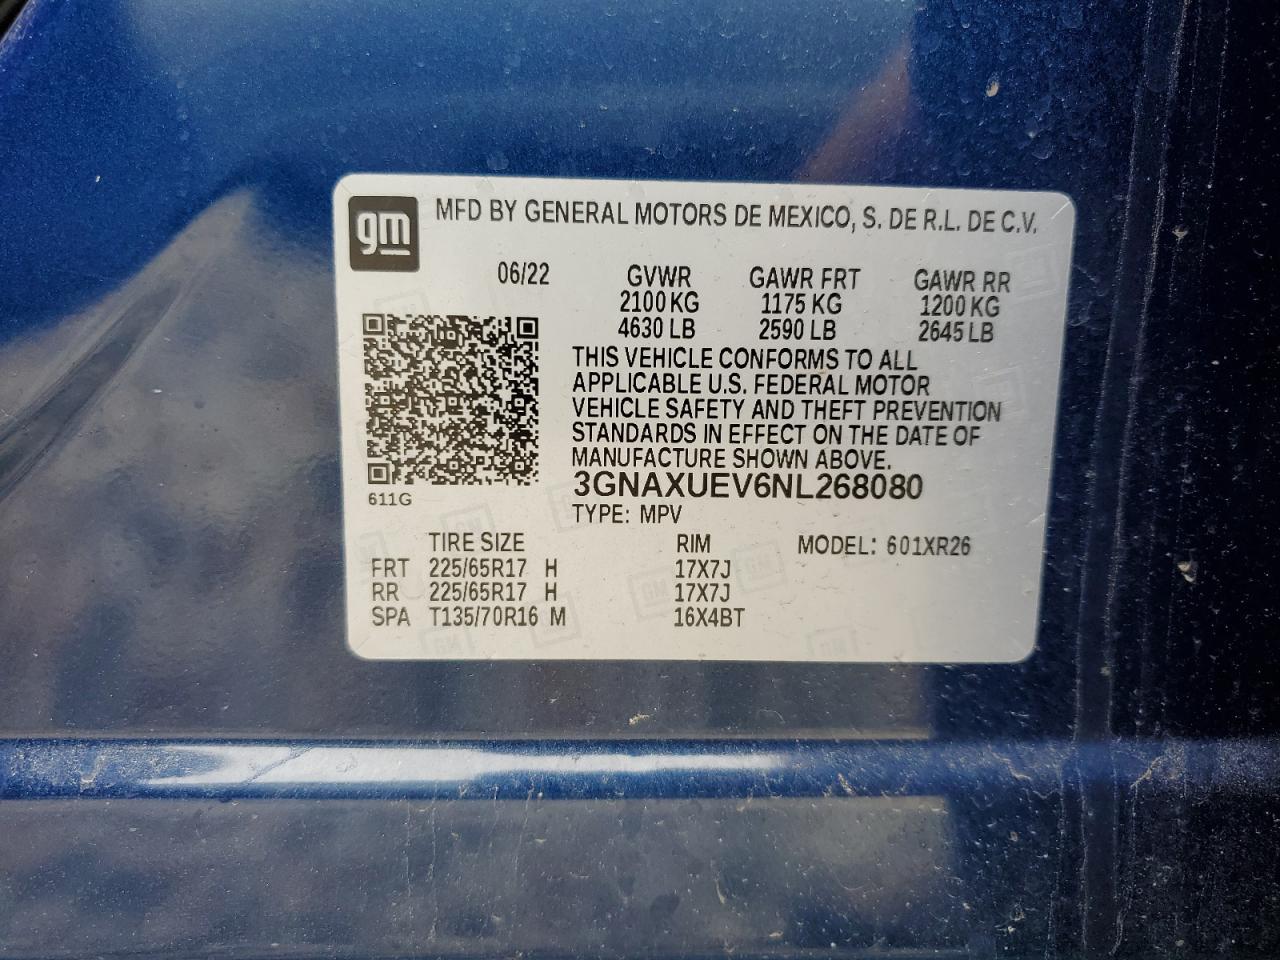 gm
MFD BY GENERAL MOTORS DE MEXICO, S. DE R.L. DE C.V.
06/22 GVWR GAWR FRT GAWR RR
2100 KG 1175 KG 1200 KG
4630 LB 2590 LB 2645 LB
THIS VEHICLE CONFORMS TO ALL
APPLICABLE U.S. FEDERAL MOTOR
VEHICLE SAFETY AND THEFT PREVENTION
STANDARDS IN EFFECT ON THE DATE OF
MANUFACTURE SHOWN ABOVE.
3GNAXUEV6NL268080
611G
TYPE: MPV
TIRE SIZE RIM MODEL: 601XR26
FRT 225/65R17 H 17X7J
RR 225/65R17 H 17X7J
SPA T135/70R16 M 16X4BT